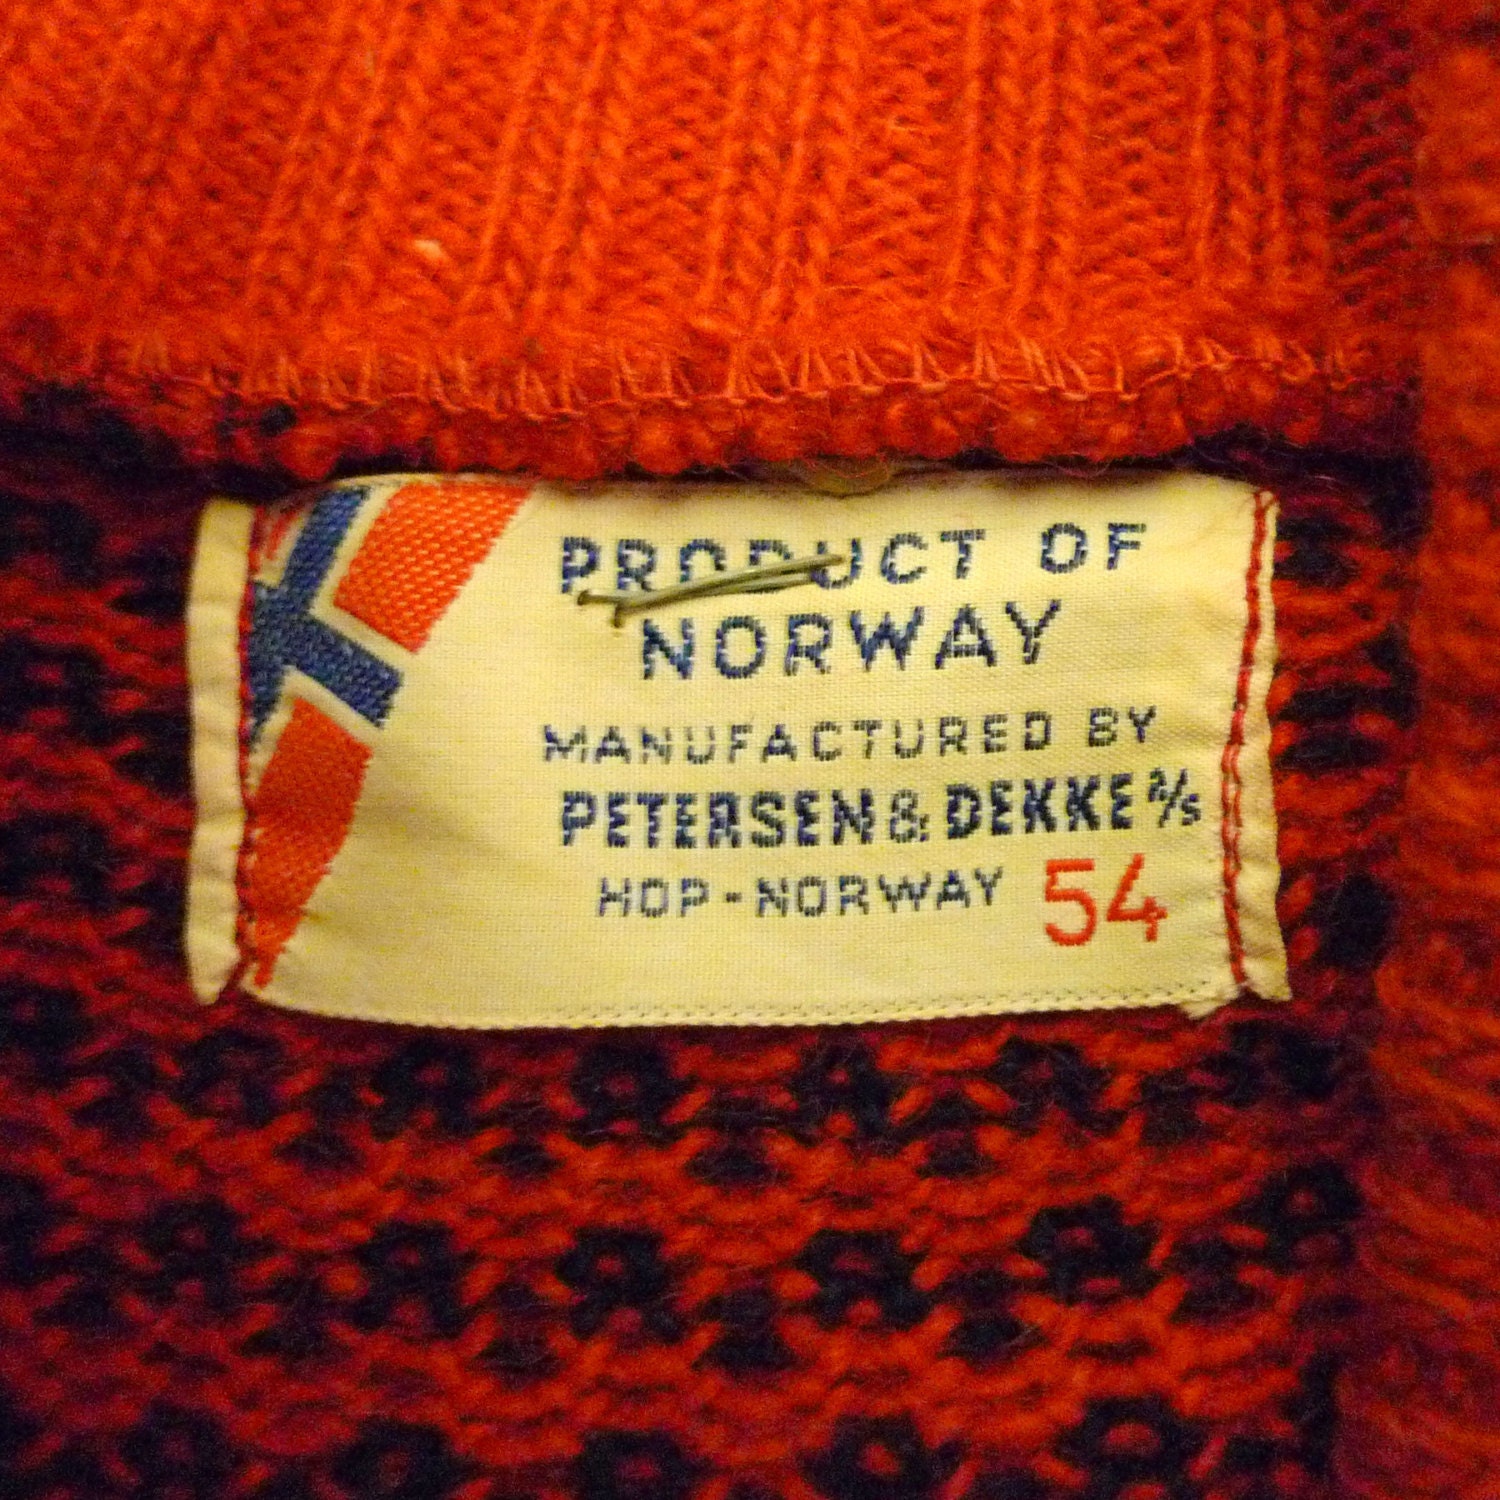 PRODUCT OF
NORWAY
MANUFACTURED BY
PETERSEN & DEKKE A/S
HOP-NORWAY 54